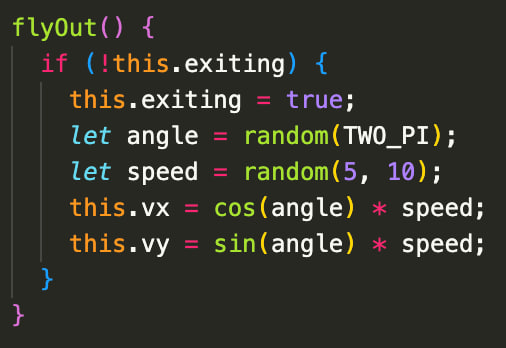 flyOut() {
  if (!this.exiting) {
    this.exiting = true;
    let angle = random(TWO_PI);
    let speed = random(5, 10);
    this.vx = cos(angle) * speed;
    this.vy = sin(angle) * speed;
  }
}